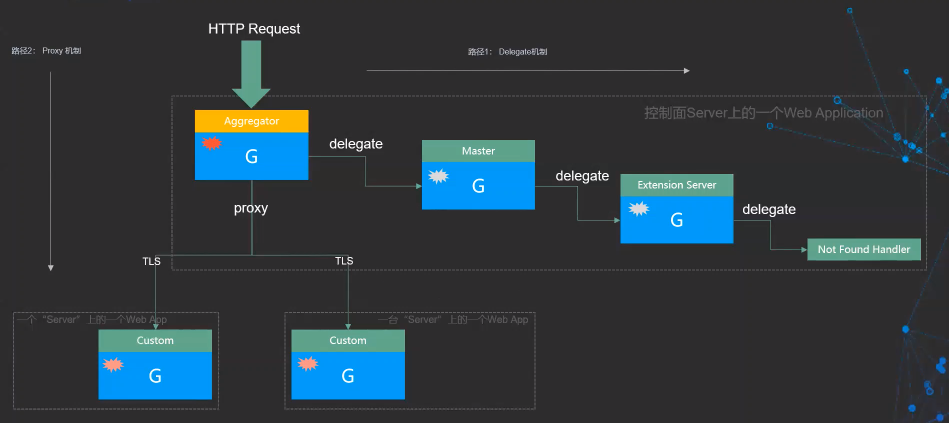 HTTP Request
路径2： Proxy 机制
路径1： Delegate机制
控制面Server上的一个Web Application
Aggregator
G
delegate
Master
G
delegate
Extension Server
G
delegate
Not Found Handler
proxy
TLS
TLS
一个“Server”上的一个Web App
Custom
G
一台“Server”上的一个Web App
Custom
G